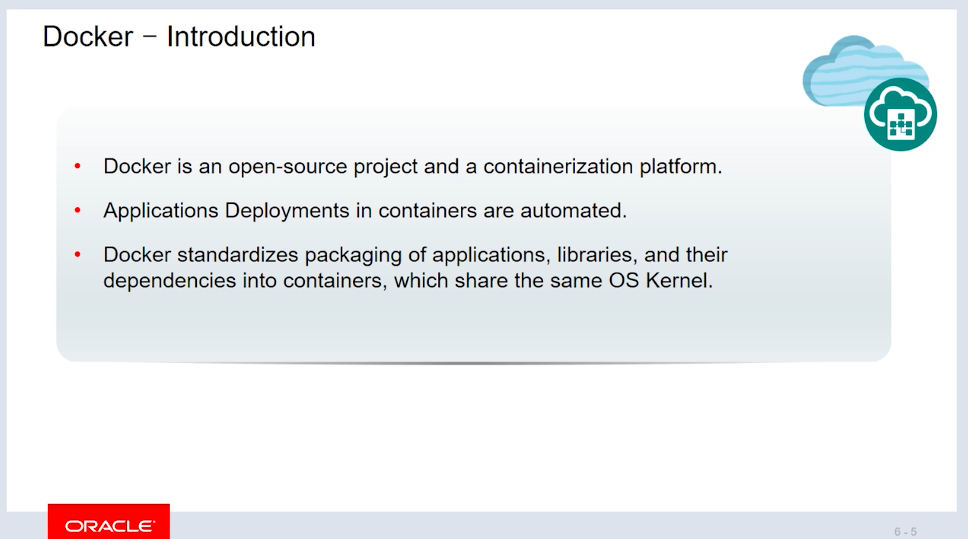 Docker – Introduction
• Docker is an open-source project and a containerization platform.
• Applications Deployments in containers are automated.
• Docker standardizes packaging of applications, libraries, and their
dependencies into containers, which share the same OS Kernel.
ORACLE
6 - 5